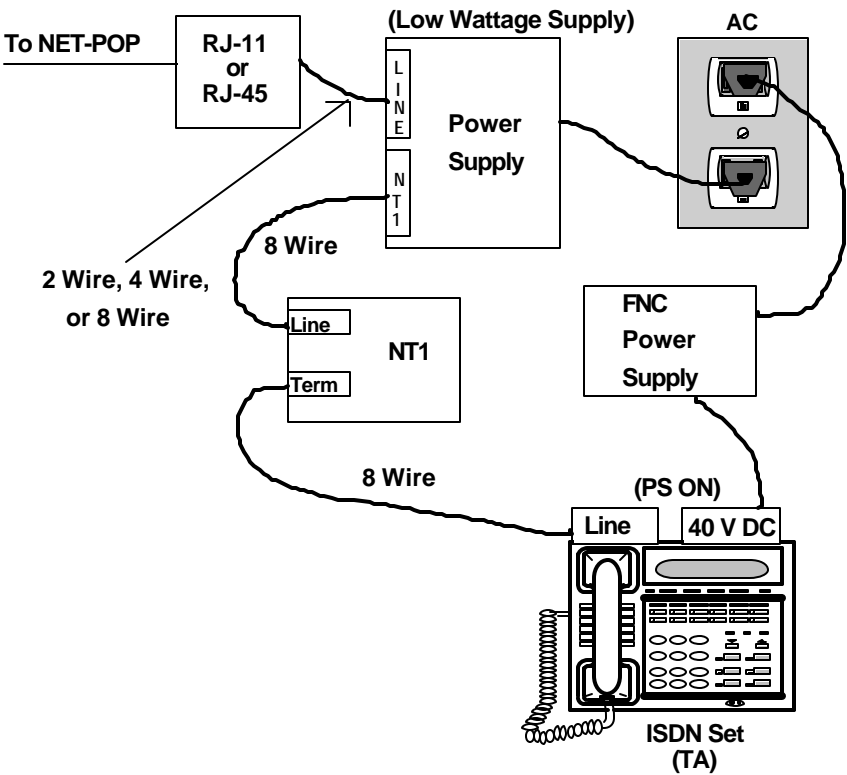 (Low Wattage Supply)
AC
To NET-POP
RJ-11
or
RJ-45
LINE
Power
Supply
NT1
8 Wire
2 Wire, 4 Wire,
or 8 Wire
Line
NT1
Term
FNC
Power
Supply
8 Wire
(PS ON)
Line
40 V DC
ISDN Set
(TA)